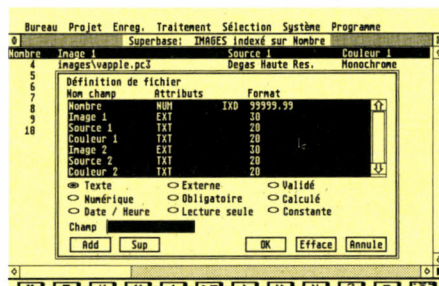 Bureau Projet Enreg. Traitement Sélection Système Programme
Superbase: IMAGES indexé sur Nombre
Nombre Image 1 Source 1 Couleur 1
4 images\vapple.pc3 Degas Haute Res. Monochrome
5
6
7
8
9
10
Définition de fichier
Nom champ Attributs Format
Nombre NUM IXD 99999.99
Image 1 EXT 30
Source 1 TXT 20
Couleur 1 TXT 20
Image 2 EXT 30
Source 2 TXT 20
Couleur 2 TXT 20
Texte Externe Validé
Numérique Obligatoire Calculé
Date / Heure Lecture seule Constante
Champ
Add Sup OK Efface Annule